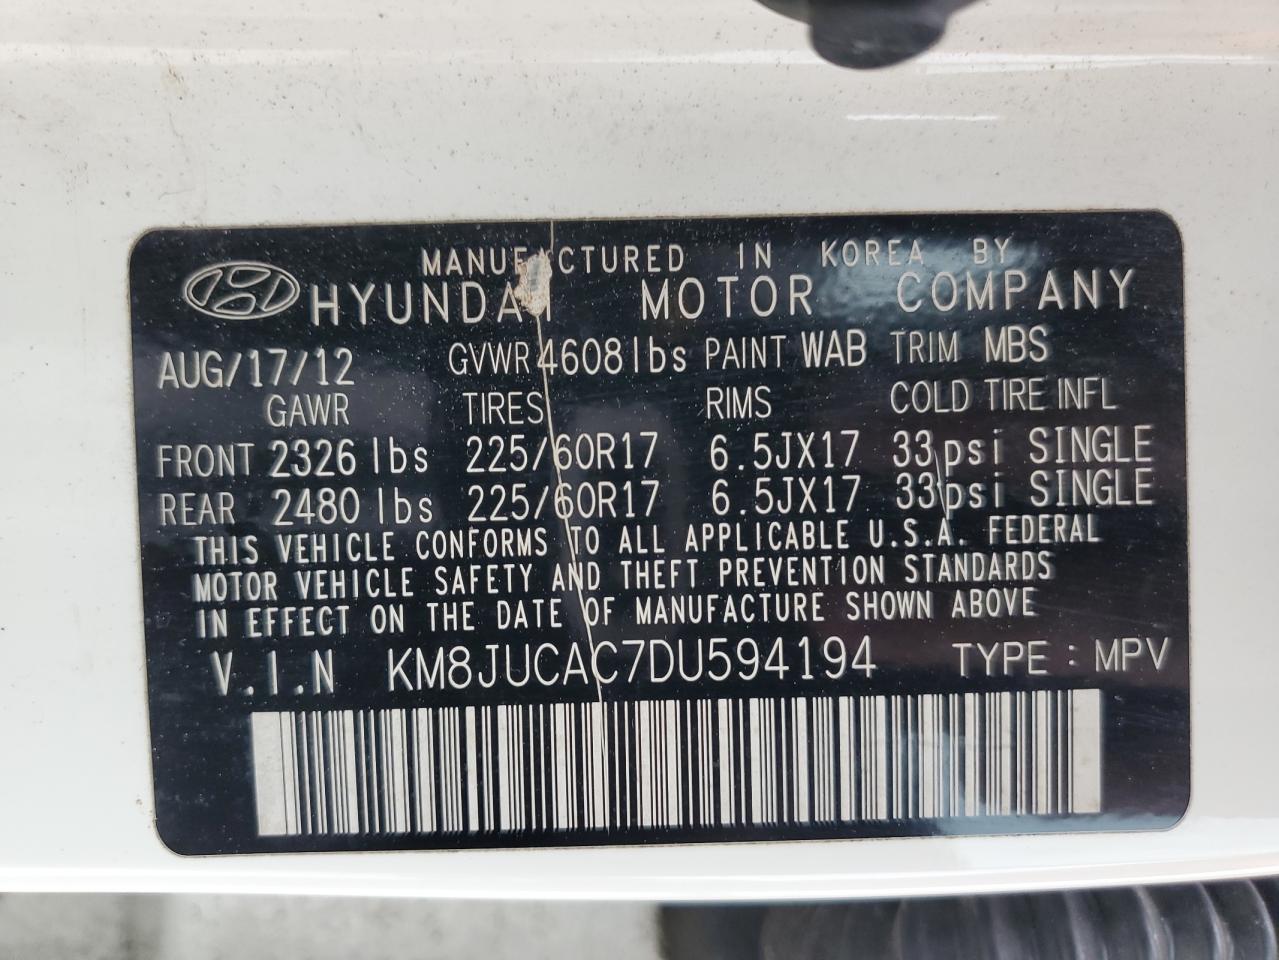 MANUFACTURED IN KOREA BY
HYUNDAI MOTOR COMPANY
AUG/17/12 GVWR 4608lbs PAINT WAB TRIM MBS
GAWR TIRES RIMS COLD TIRE INFL
FRONT 2326 lbs 225/60R17 6.5JX17 33psi SINGLE
REAR 2480 lbs 225/60R17 6.5JX17 33psi SINGLE
THIS VEHICLE CONFORMS TO ALL APPLICABLE U.S.A. FEDERAL
MOTOR VEHICLE SAFETY AND THEFT PREVENTION STANDARDS
IN EFFECT ON THE DATE OF MANUFACTURE SHOWN ABOVE
V.I.N KM8JUCAC7DU594194 TYPE : MPV